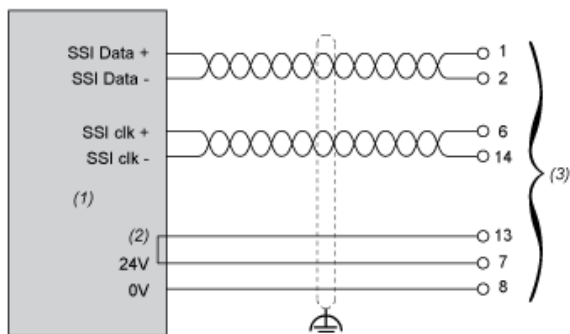 SSI Data + 1
SSI Data - 2
SSI clk + 6
SSI clk - 14
(1)
(3)
(2) 13
24V 7
0V 8